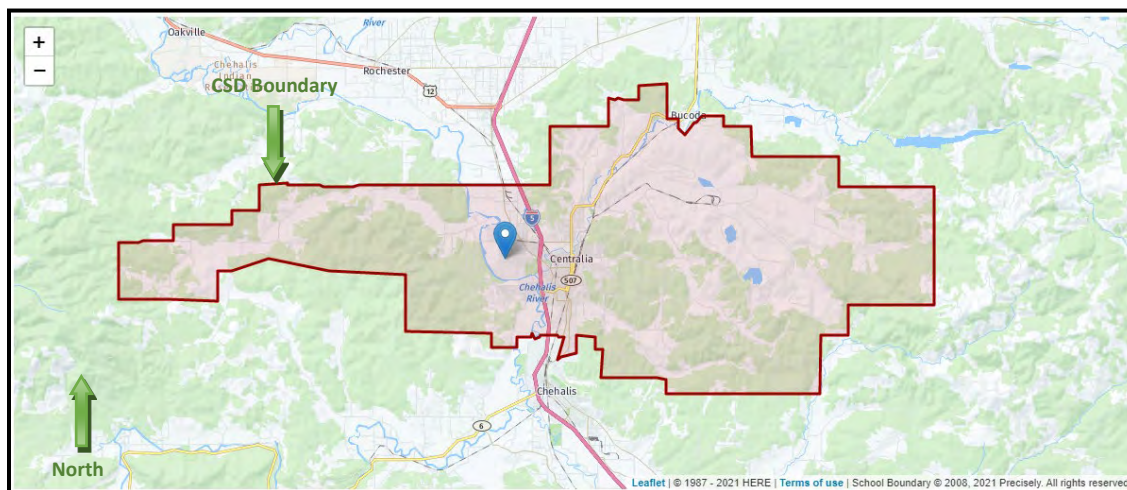 +
−
River
Oakville
Chehalis
Indian
Rochester
12
CSD Boundary
Bucoda
5
Centralia
507
Chehalis
River
Chehalis
6
North
Leaflet | © 1987 - 2021 HERE | Terms of use | School Boundary © 2008, 2021 Precisely. All rights reserved